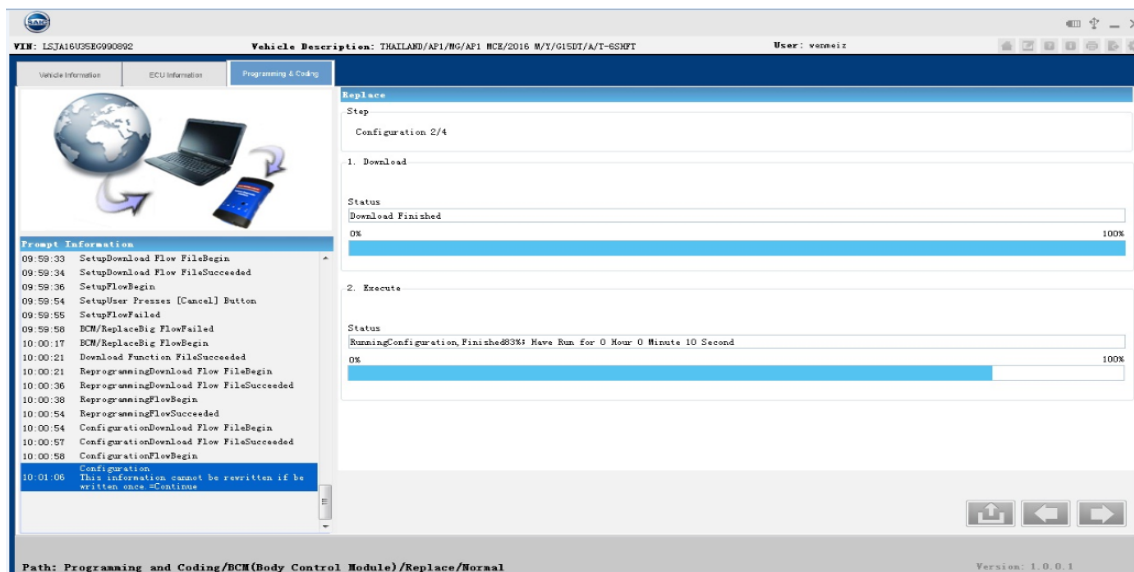 SAIC
VIN: LSJA16U35EG990892 Vehicle Description: THAILAND/AP1/MG/AP1 MCE/2016 M/Y/G15DT/A/T-6SHFT User: venmeiz
Vehicle Information ECU Information Programming & Coding
Replace
Step
Configuration 2/4
1. Download
Status
Download Finished
0% 100%
2. Execute
Status
RunningConfiguration,Finished83%; Have Run for 0 Hour 0 Minute 10 Second
0% 100%
Prompt Information
09:59:33 SetupDownload Flow FileBegin
09:59:34 SetupDownload Flow FileSucceeded
09:59:36 SetupFlowBegin
09:59:54 SetupUser Presses [Cancel] Button
09:59:55 SetupFlowFailed
09:59:58 BCM/ReplaceBig FlowFailed
10:00:17 BCM/ReplaceBig FlowBegin
10:00:21 Download Function FileSucceeded
10:00:21 ReprogrammingDownload Flow FileBegin
10:00:36 ReprogrammingDownload Flow FileSucceeded
10:00:38 ReprogrammingFlowBegin
10:00:54 ReprogrammingFlowSucceeded
10:00:54 ConfigurationDownload Flow FileBegin
10:00:57 ConfigurationDownload Flow FileSucceeded
10:00:58 ConfigurationFlowBegin
Configuration
10:01:06 This information cannot be rewritten if be
written once.=Continue
Path: Programming and Coding/BCM(Body Control Module)/Replace/Normal Version: 1.0.0.1